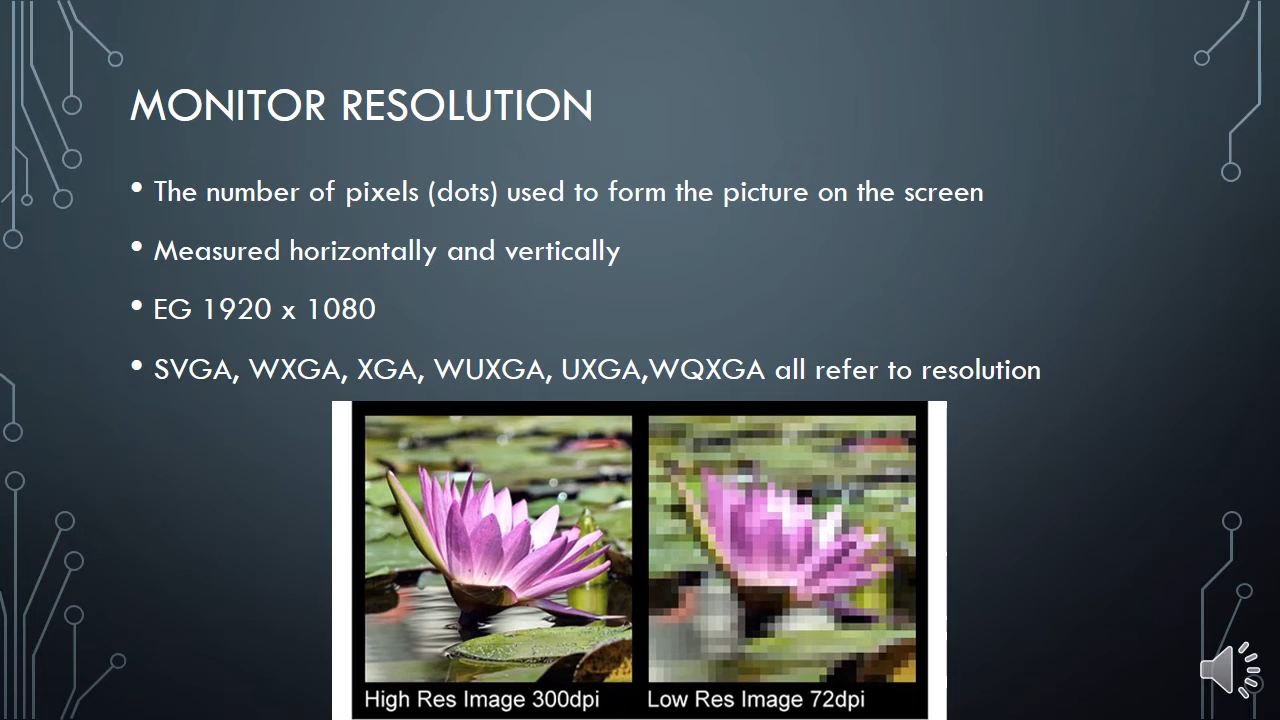 MONITOR RESOLUTION
• The number of pixels (dots) used to form the picture on the screen
• Measured horizontally and vertically
• EG 1920 x 1080
• SVGA, WXGA, XGA, WUXGA, UXGA,WQXGA all refer to resolution
High Res Image 300dpi
Low Res Image 72dpi